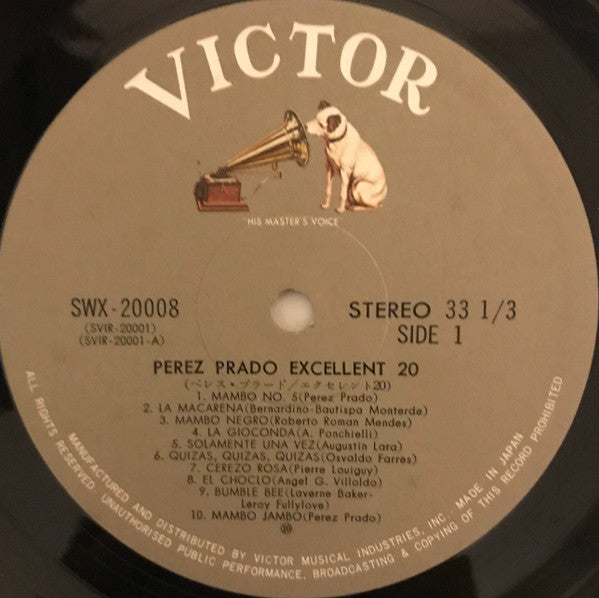 VICTOR
"HIS MASTER'S VOICE"
SWX-20008
(SVIR-20001)
(SVIR-20001-A)
STEREO 33 1/3
SIDE 1
PEREZ PRADO EXCELLENT 20
(ペレス・プラード/エクセレント20)
1. MAMBO NO. 5(Perez Prado)
2. LA MACARENA(Bernardino-Bautispa Monterde)
3. MAMBO NEGRO(Roberto Roman Mendes)
4. LA GIOCONDA(A. Ponchielli)
5. SOLAMENTE UNA VEZ(Augustin Lara)
6. QUIZAS, QUIZAS, QUIZAS(Osvaldo Farres)
7. CEREZO ROSA(Pierre Louiguy)
8. EL CHOCLO(Angel G. Villoldo)
9. BUMBLE BEE(Laverne Baker-
Leroy Fullylove)
10. MAMBO JAMBO(Perez Prado)
MANUFACTURED AND DISTRIBUTED BY VICTOR MUSICAL INDUSTRIES, INC.: MADE IN JAPAN
ALL RIGHTS RESERVED. UNAUTHORISED PUBLIC PERFORMANCE, BROADCASTING & COPYING OF THIS RECORD PROHIBITED